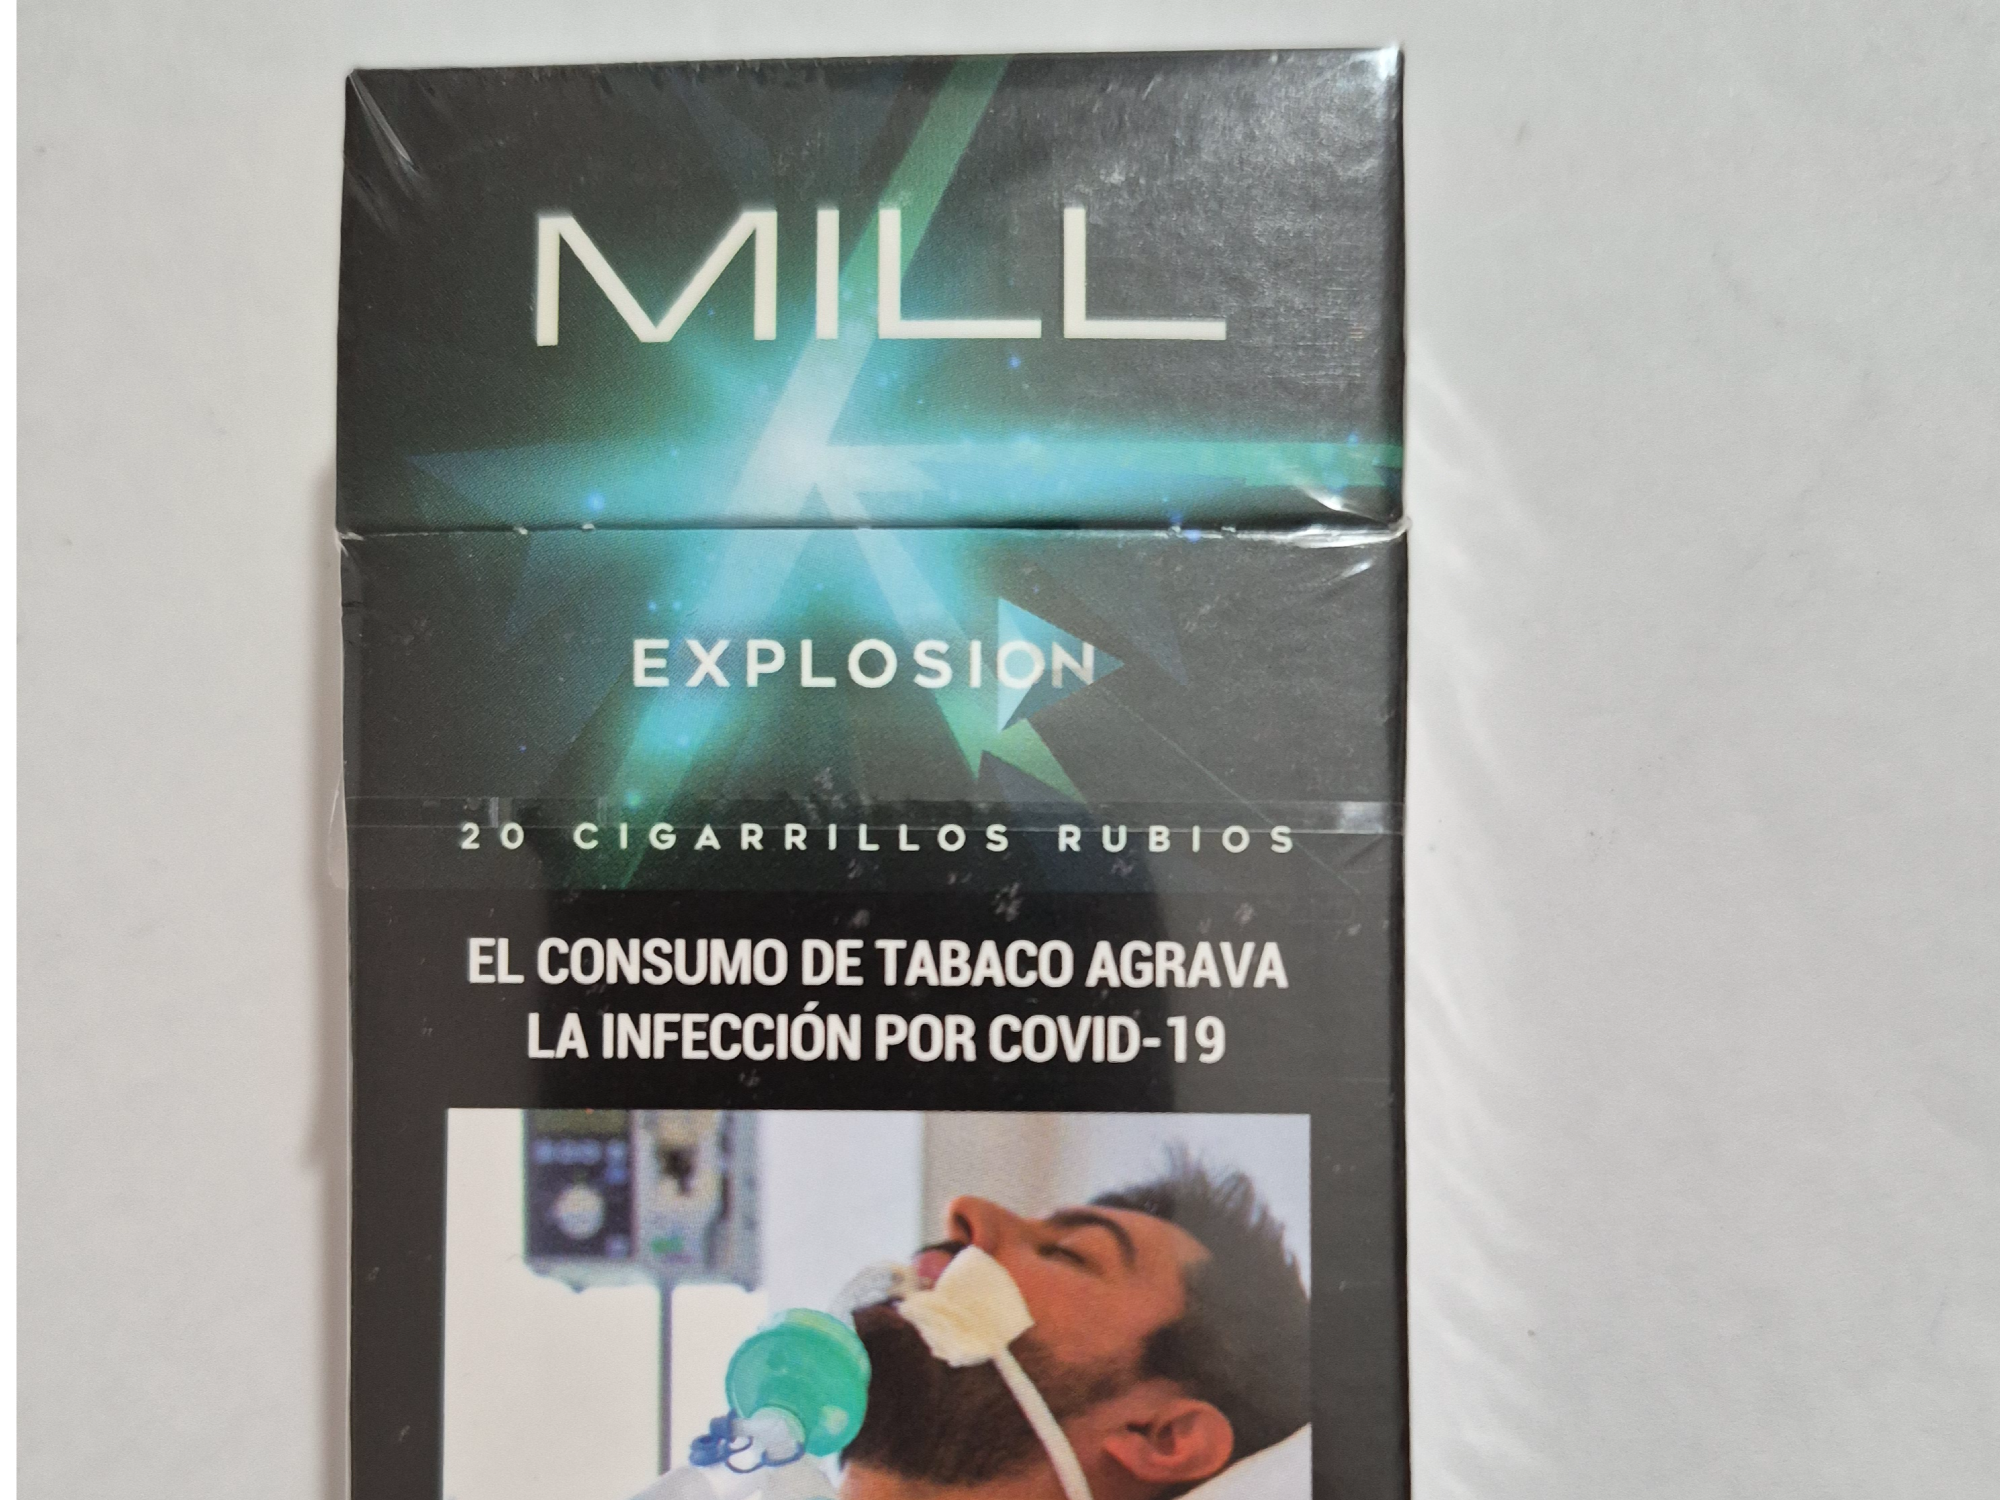 MILL
EXPLOSION
20 CIGARRILLOS RUBIOS
EL CONSUMO DE TABACO AGRAVA
LA INFECCIÓN POR COVID-19